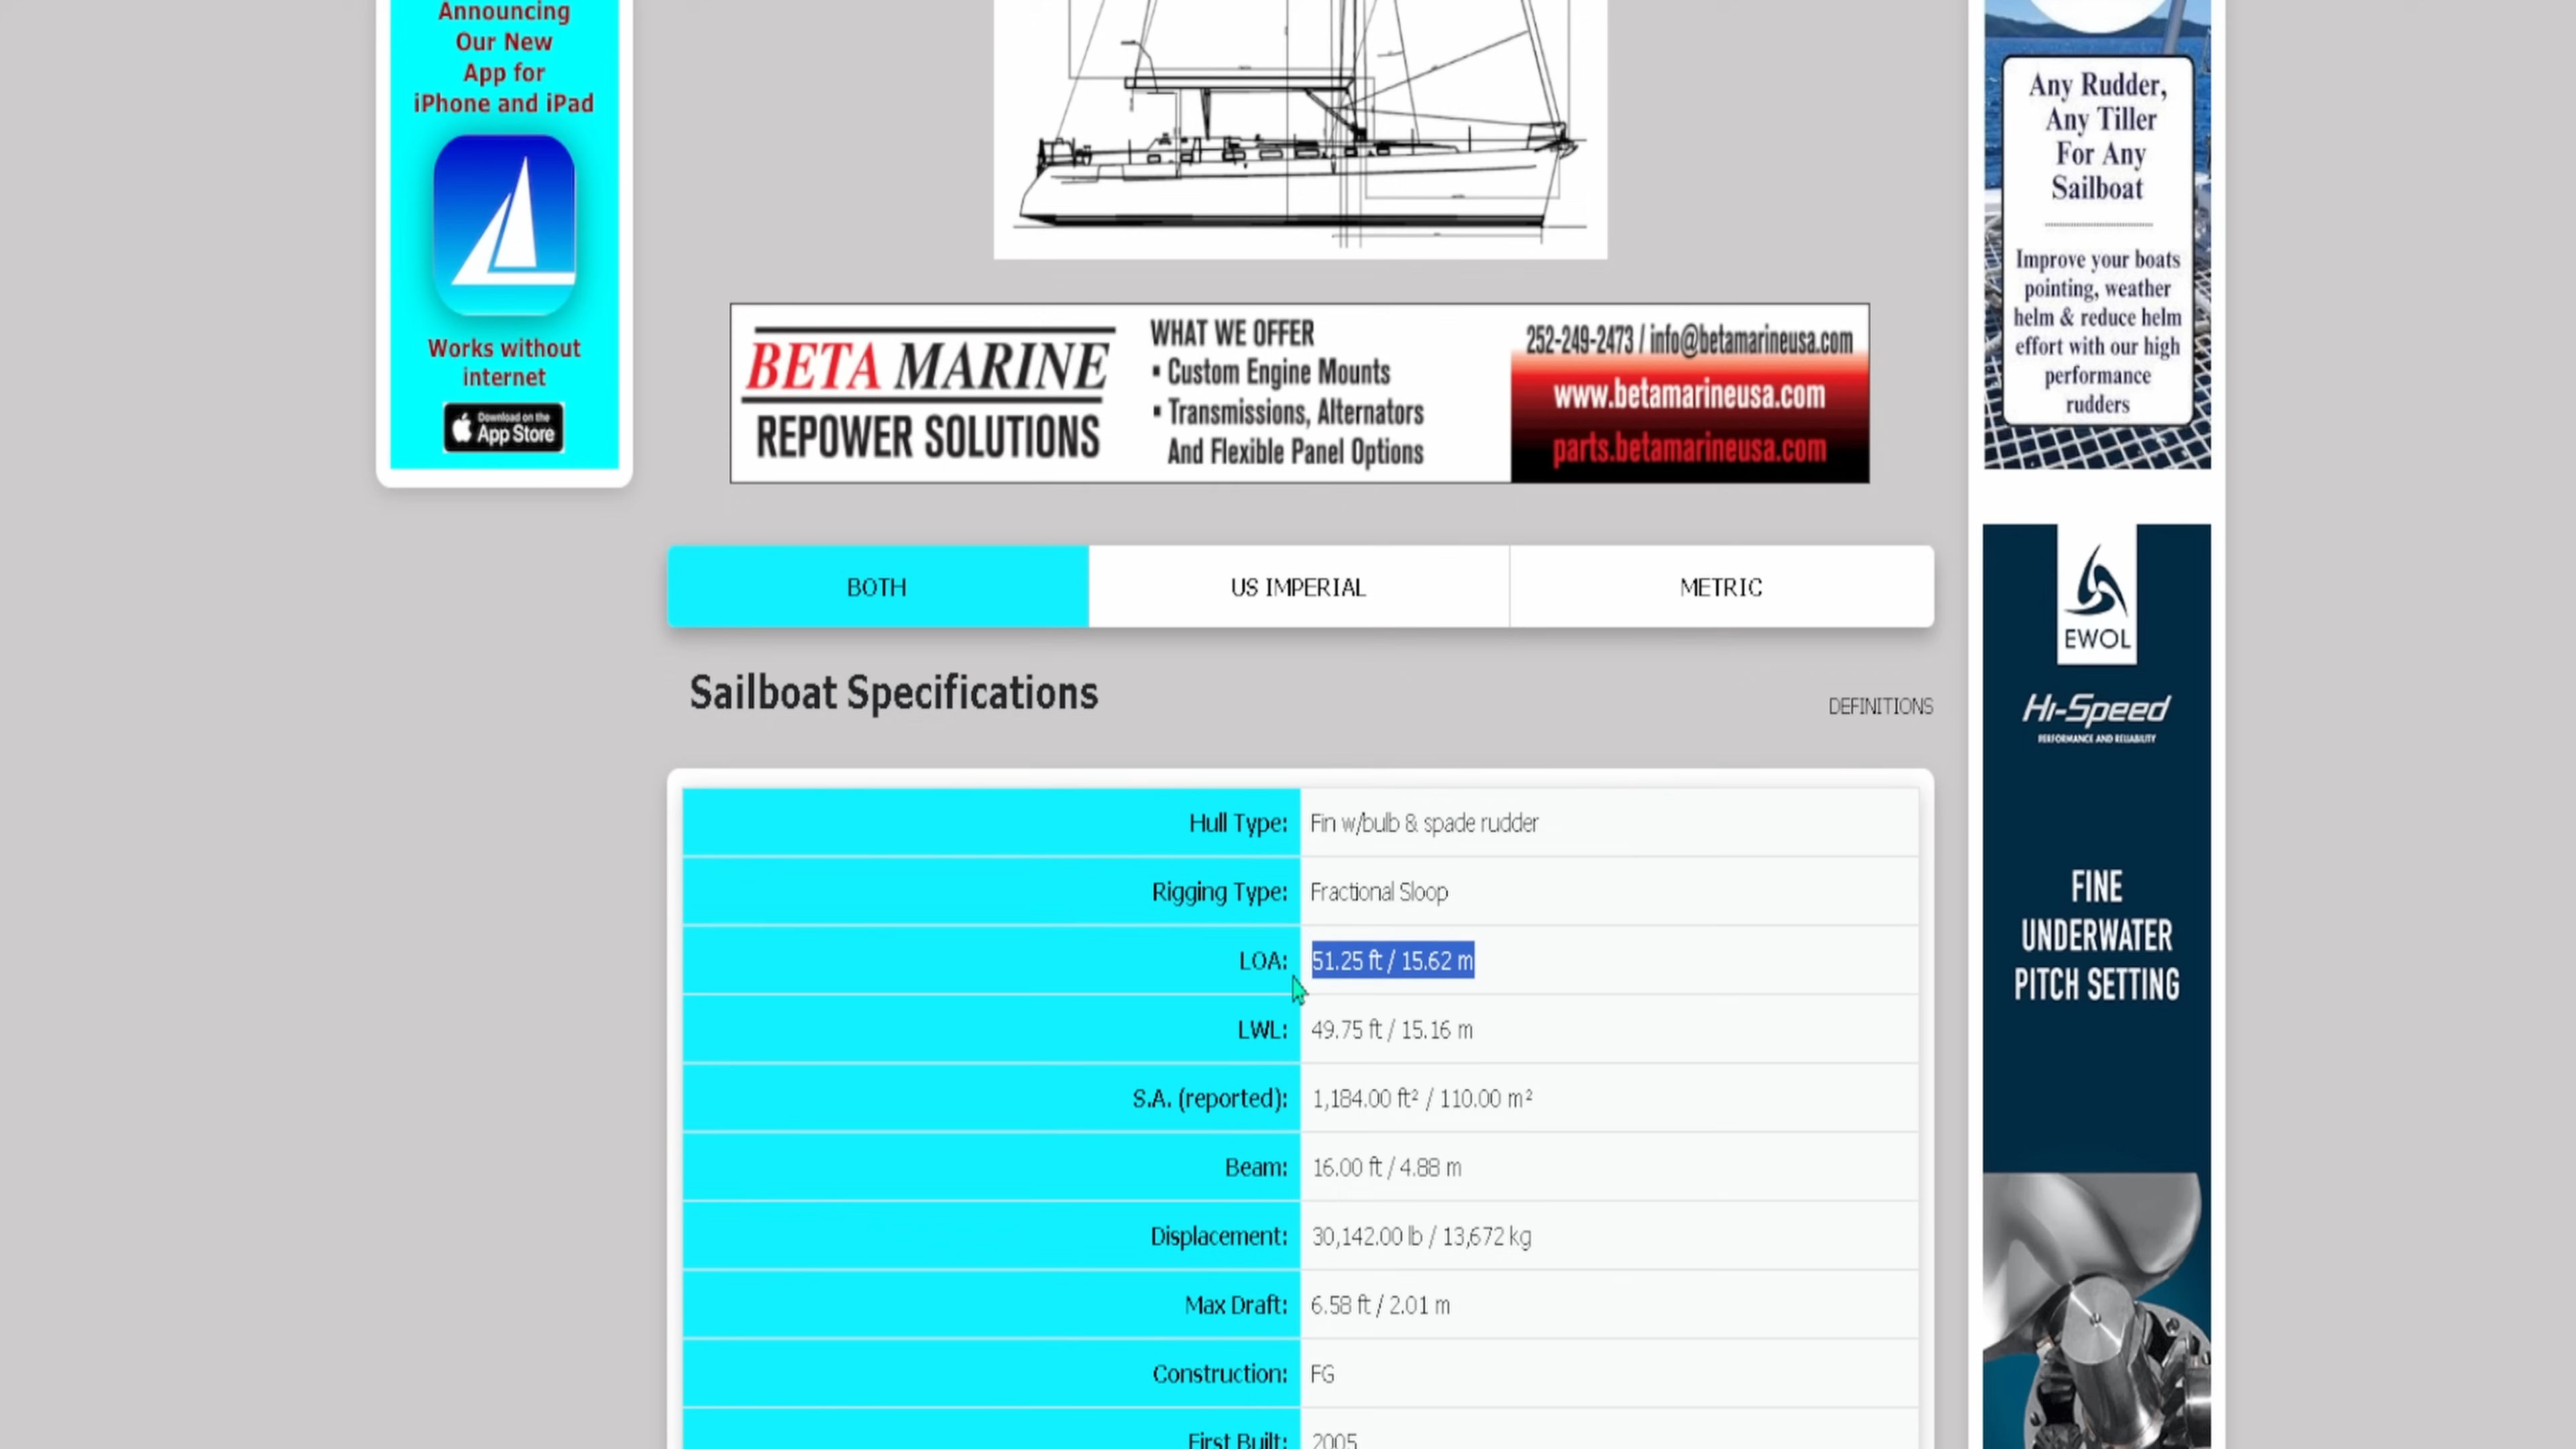 Announcing
Our New
App for
iPhone and iPad
Works without
internet
Download on the
App Store
BETA MARINE
REPOWER SOLUTIONS
WHAT WE OFFER
▪ Custom Engine Mounts
▪ Transmissions, Alternators
And Flexible Panel Options
252-249-2473 / info@betamarineusa.com
www.betamarineusa.com
parts.betamarineusa.com
BOTH
US IMPERIAL
METRIC
Sailboat Specifications
DEFINITIONS
Hull Type: Fin w/bulb & spade rudder
Rigging Type: Fractional Sloop
LOA: 51.25 ft / 15.62 m
LWL: 49.75 ft / 15.16 m
S.A. (reported): 1,184.00 ft² / 110.00 m²
Beam: 16.00 ft / 4.88 m
Displacement: 30,142.00 lb / 13,672 kg
Max Draft: 6.58 ft / 2.01 m
Construction: FG
First Built: 2005
Any Rudder,
Any Tiller
For Any
Sailboat
Improve your boats
pointing, weather
helm & reduce helm
effort with our high
performance
rudders
EWOL
Hi-Speed
PERFORMANCE AND RELIABILITY
FINE
UNDERWATER
PITCH SETTING